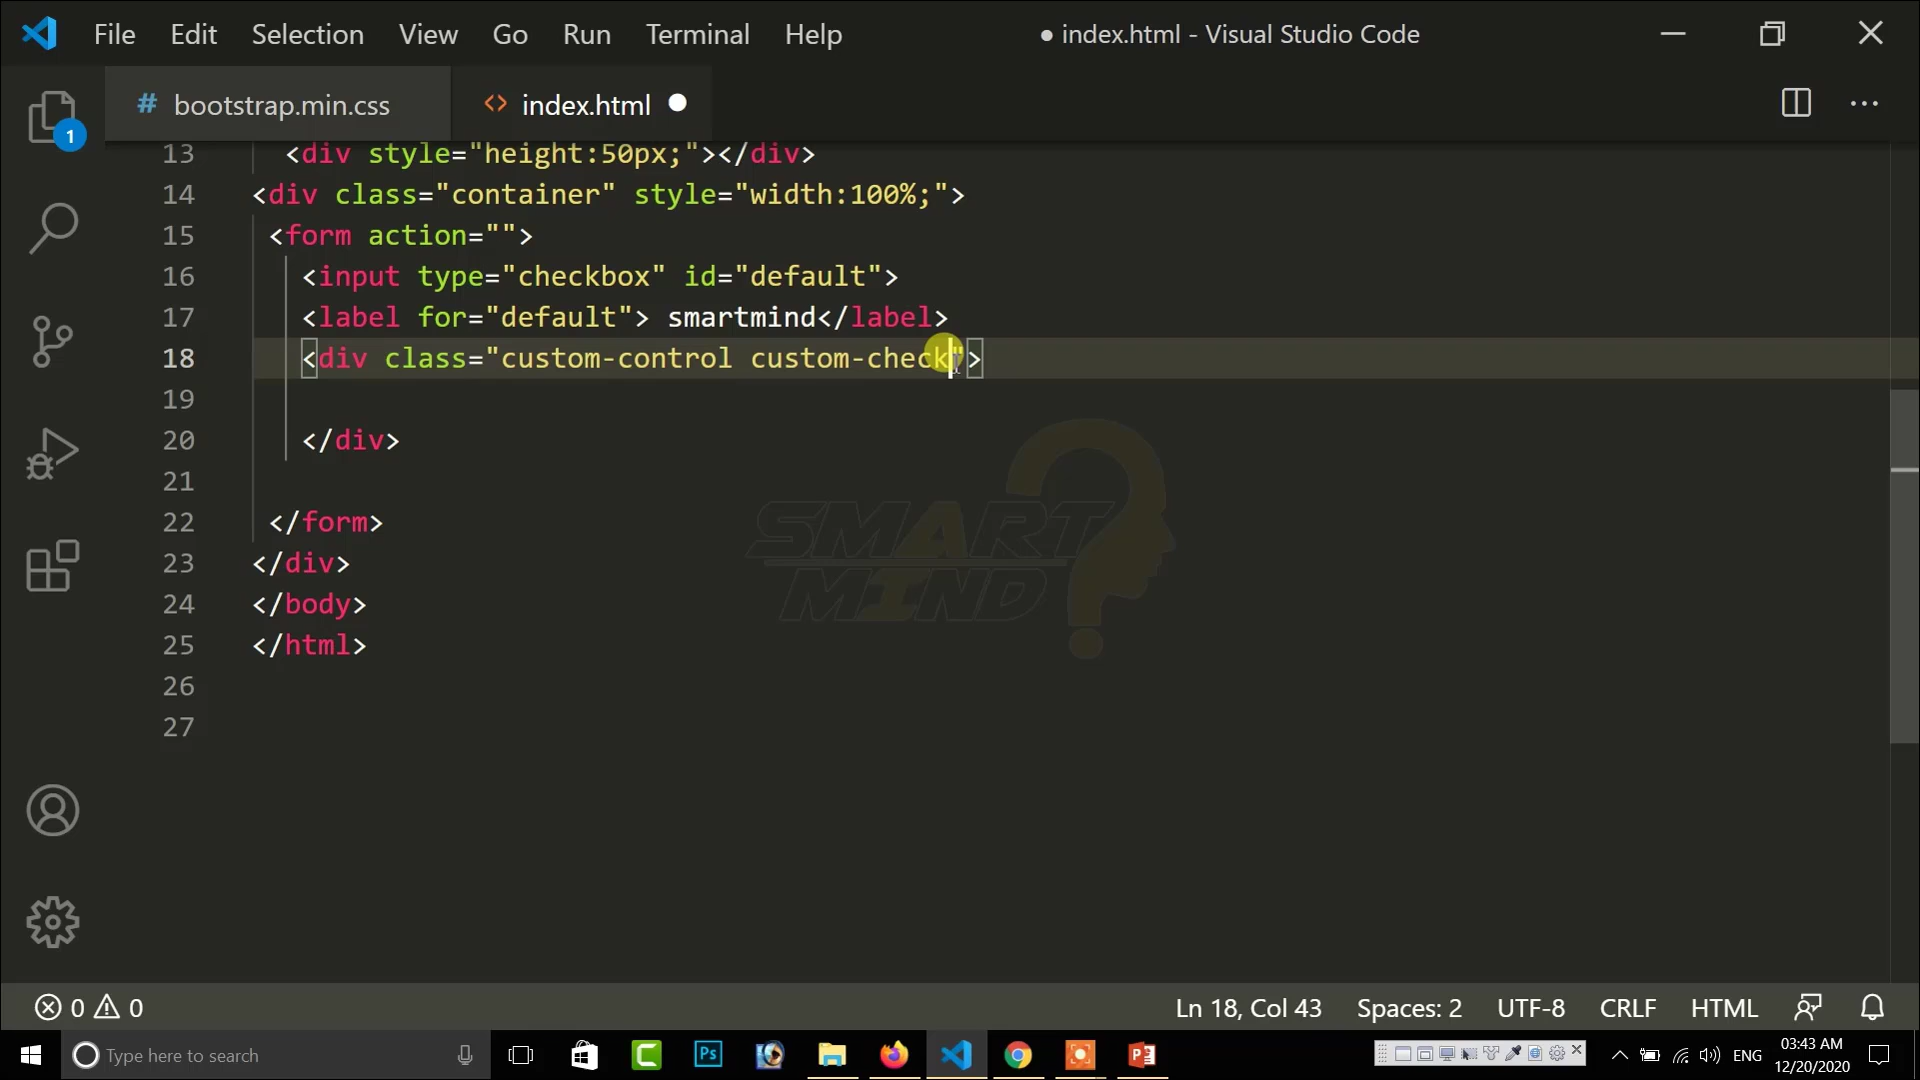 File Edit Selection View Go Run Terminal Help ● index.html - Visual Studio Code
# bootstrap.min.css <> index.html ●
1
13 <div style="height:50px;"></div>
14 <div class="container" style="width:100%;">
15 <form action="">
16 <input type="checkbox" id="default">
17 <label for="default"> smartmind</label>
18 <div class="custom-control custom-check">
19
20 </div>
21
22 </form>
23 </div>
24 </body>
25 </html>
26
27
SMART
MIND
?
0 0 Ln 18, Col 43 Spaces: 2 UTF-8 CRLF HTML
Type here to search
Ps
ENG
03:43 AM
12/20/2020